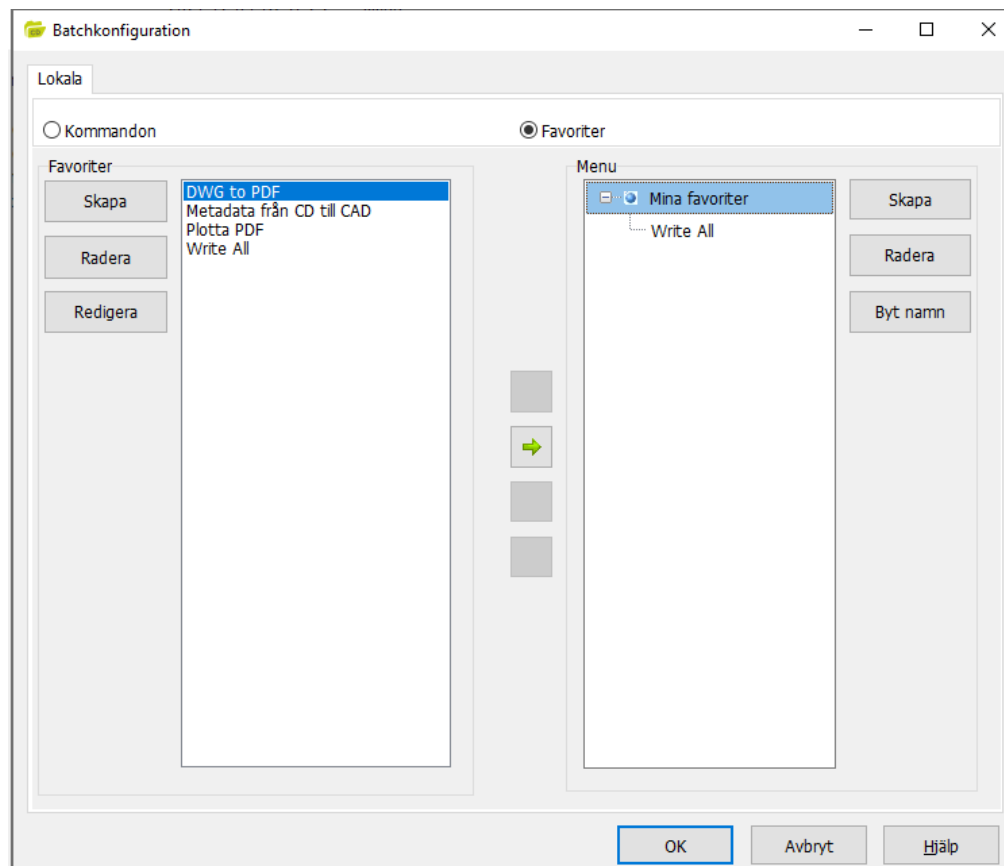 Batchkonfiguration
Lokala
Kommandon
Favoriter
Favoriter
Skapa
Radera
Redigera
DWG to PDF
Metadata från CD till CAD
Plotta PDF
Write All
Menu
Mina favoriter
Write All
Skapa
Radera
Byt namn
OK
Avbryt
Hjälp